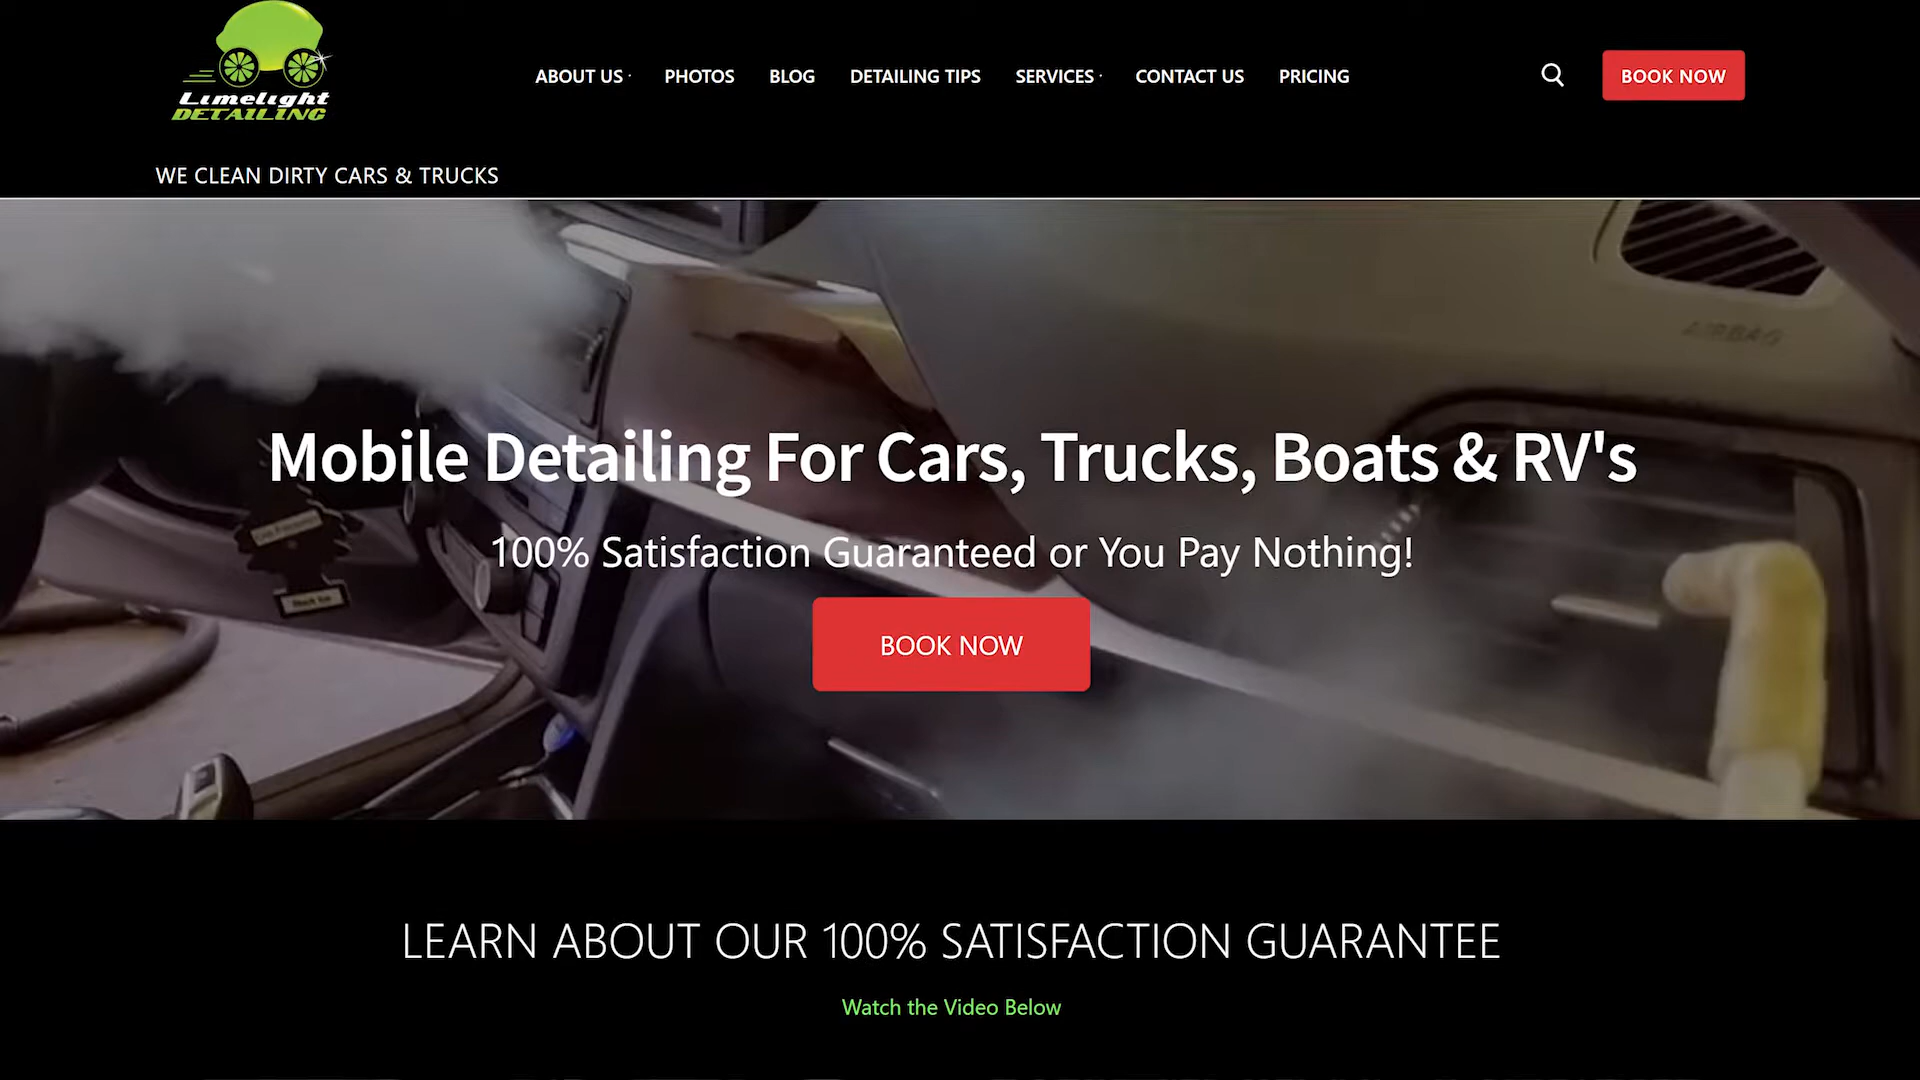 Limelight
DETAILING
ABOUT US
PHOTOS
BLOG
DETAILING TIPS
SERVICES
CONTACT US
PRICING
BOOK NOW
WE CLEAN DIRTY CARS & TRUCKS
AIRBAG
Mobile Detailing For Cars, Trucks, Boats & RV's
100% Satisfaction Guaranteed or You Pay Nothing!
BOOK NOW
LEARN ABOUT OUR 100% SATISFACTION GUARANTEE
Watch the Video Below